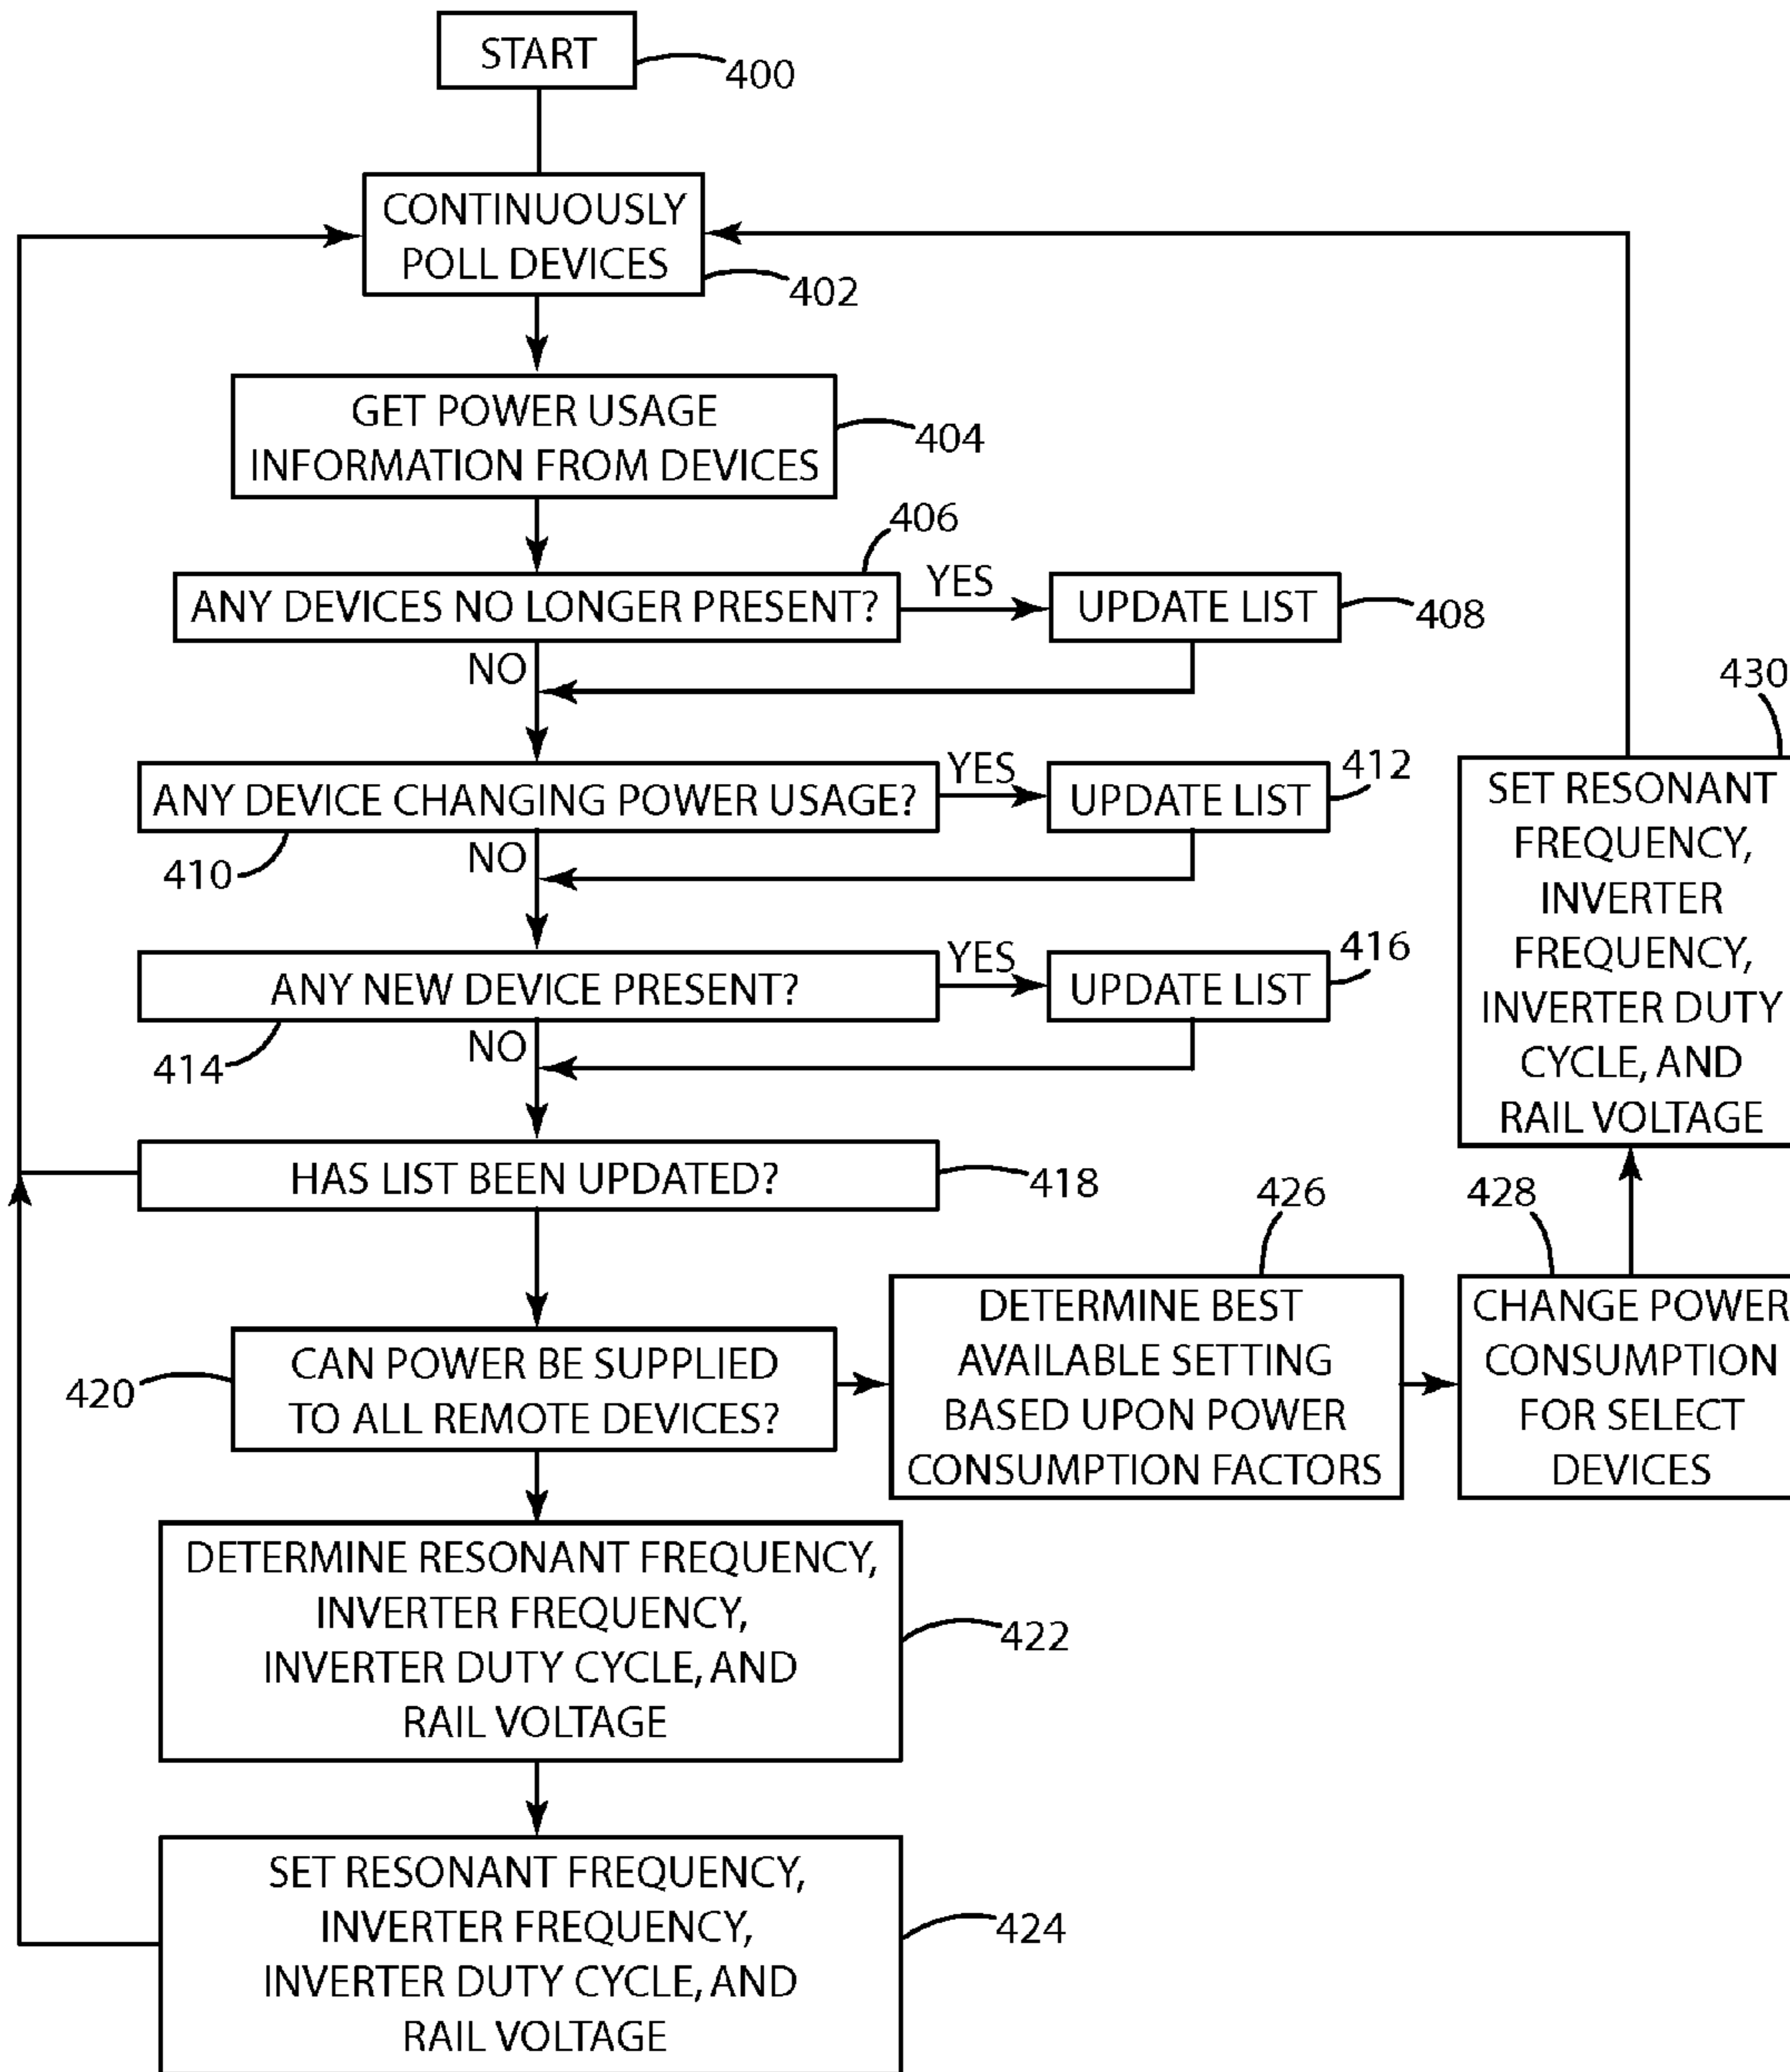 START
400
CONTINUOUSLY
POLL DEVICES
402
GET POWER USAGE
INFORMATION FROM DEVICES
404
406
ANY DEVICES NO LONGER PRESENT?
YES
UPDATE LIST
408
NO
430
ANY DEVICE CHANGING POWER USAGE?
YES
UPDATE LIST
412
410
NO
SET RESONANT
FREQUENCY,
INVERTER
FREQUENCY,
INVERTER DUTY
CYCLE, AND
RAIL VOLTAGE
ANY NEW DEVICE PRESENT?
YES
UPDATE LIST
416
414
NO
HAS LIST BEEN UPDATED?
418
426
428
CAN POWER BE SUPPLIED
TO ALL REMOTE DEVICES?
420
DETERMINE BEST
AVAILABLE SETTING
BASED UPON POWER
CONSUMPTION FACTORS
CHANGE POWER
CONSUMPTION
FOR SELECT
DEVICES
DETERMINE RESONANT FREQUENCY,
INVERTER FREQUENCY,
INVERTER DUTY CYCLE, AND
RAIL VOLTAGE
422
SET RESONANT FREQUENCY,
INVERTER FREQUENCY,
INVERTER DUTY CYCLE, AND
RAIL VOLTAGE
424